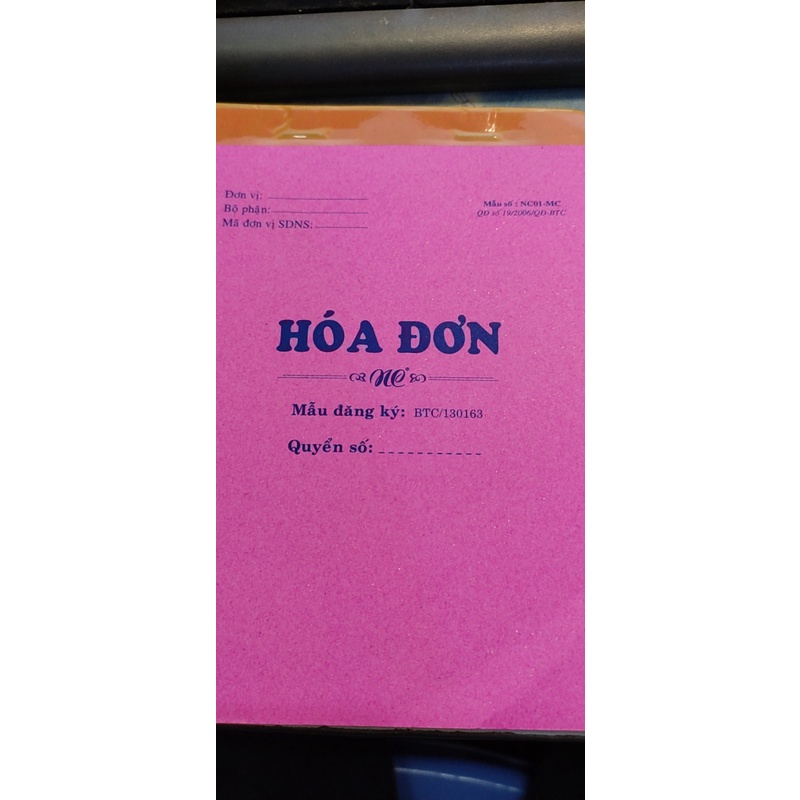 Đơn vị:
Bộ phận:
Mã đơn vị SDNS:
Mẫu số : NC01-MC
QĐ số 19/2006/QĐ-BTC
HÓA ĐƠN
NC
Mẫu đăng ký: BTC/130163
Quyển số: